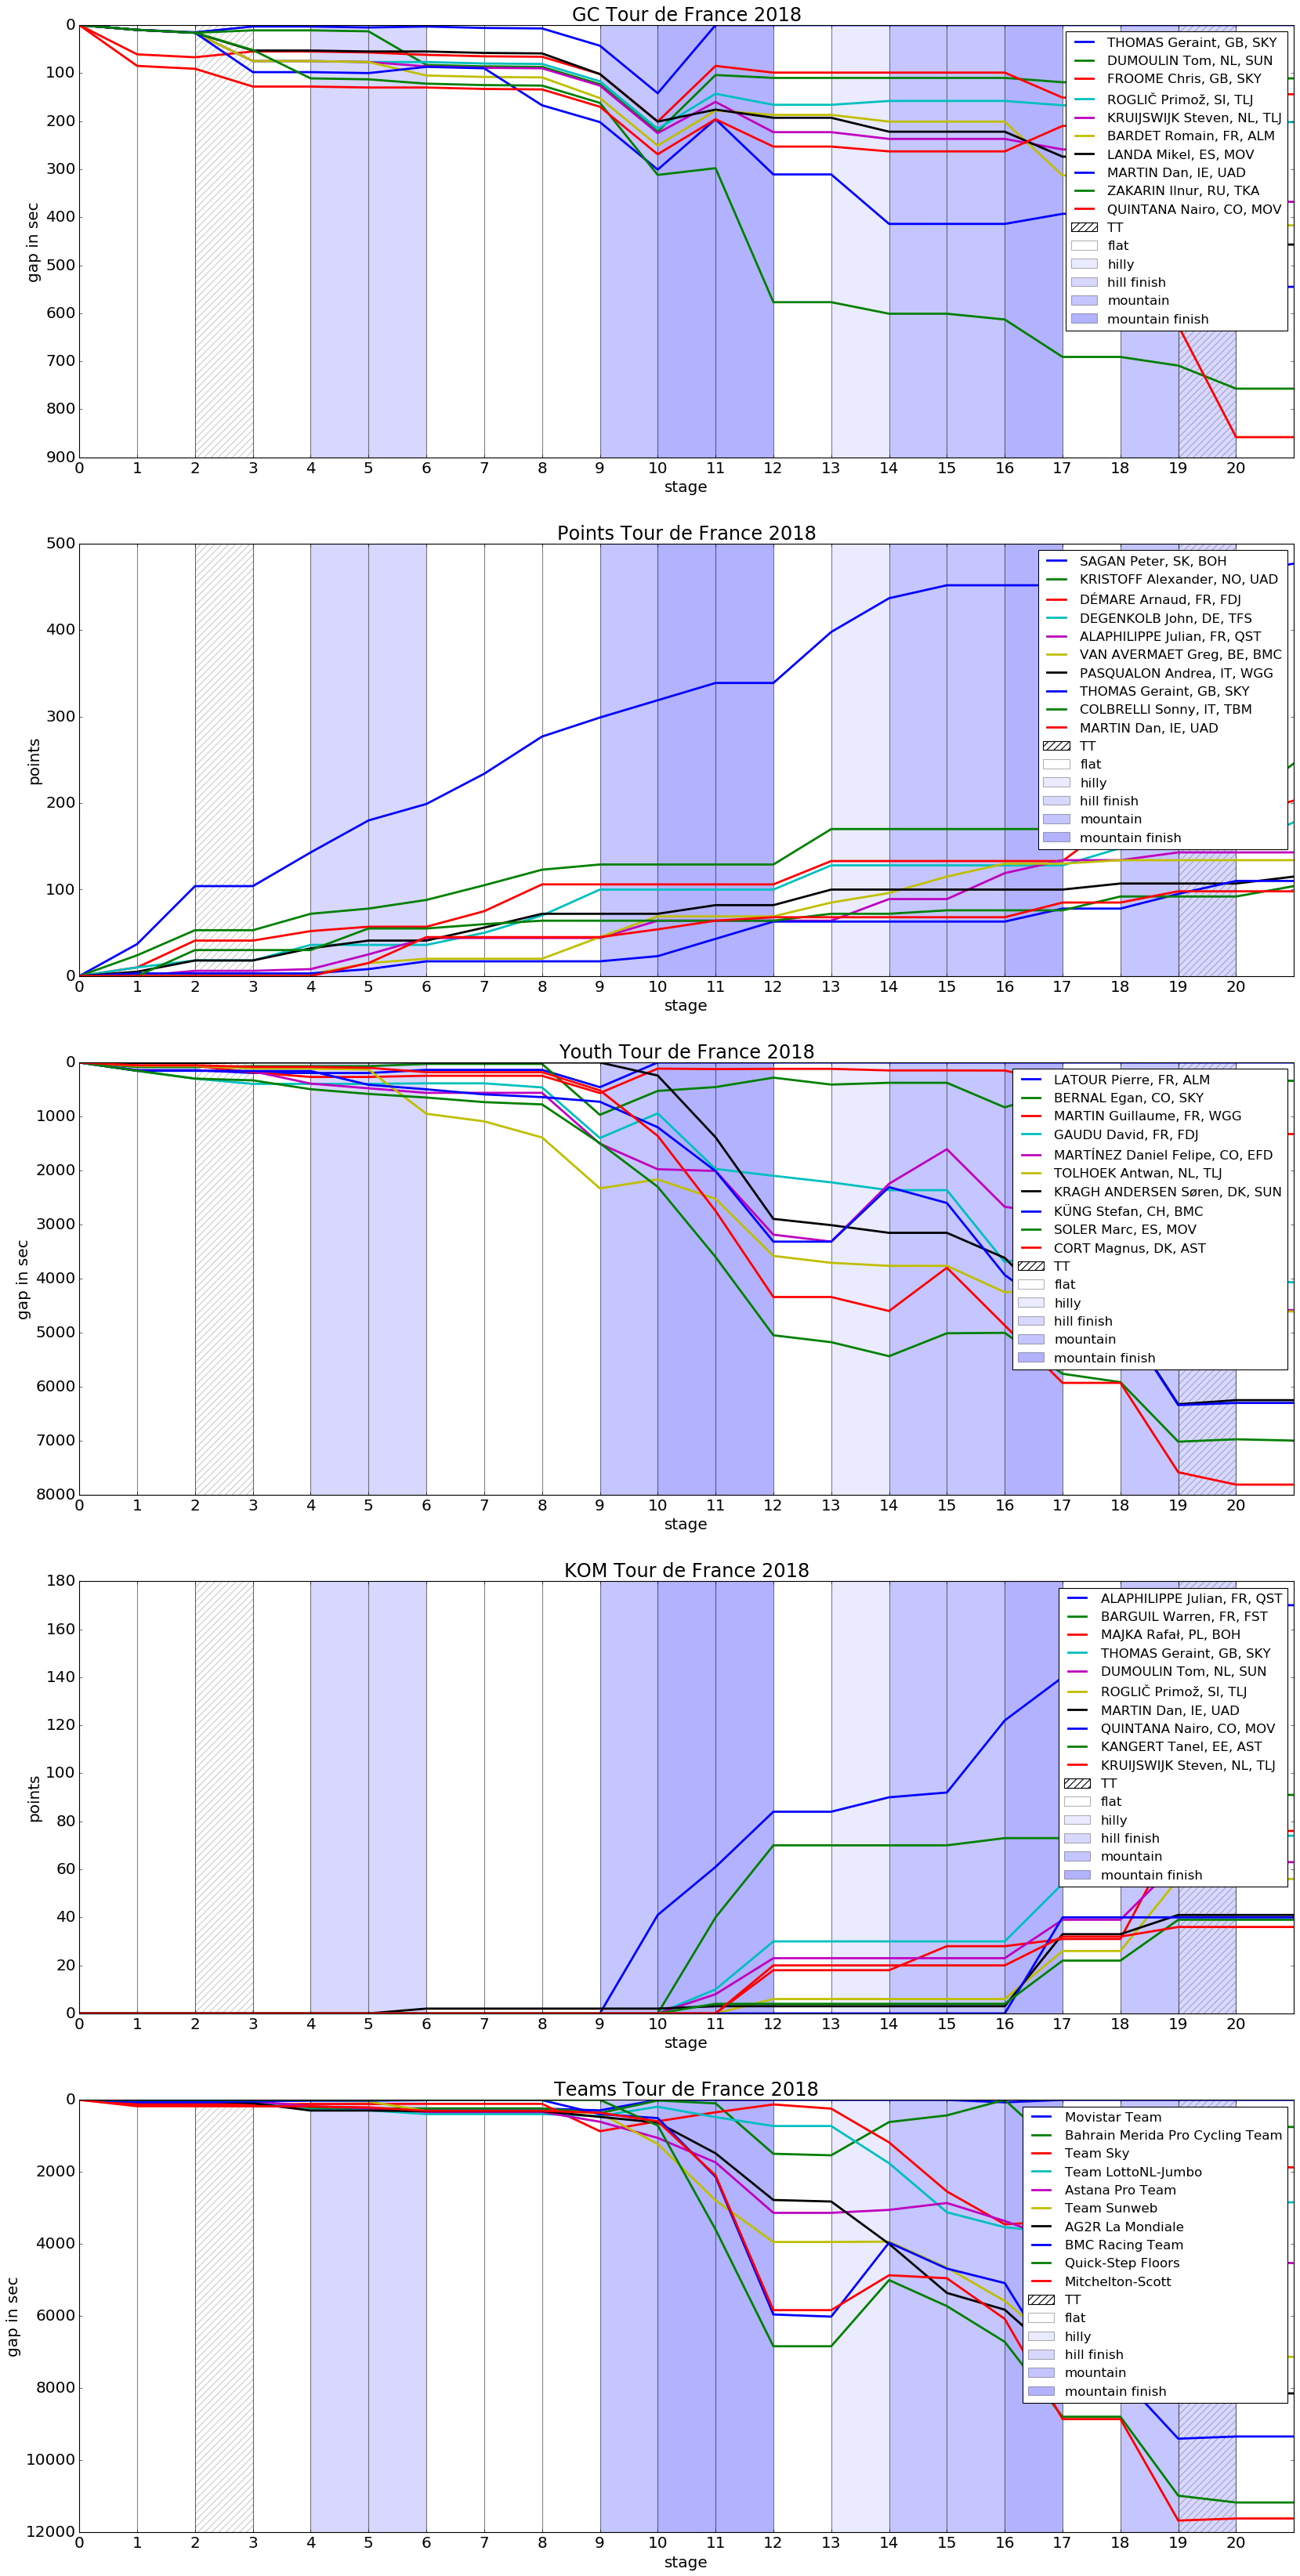 GC Tour de France 2018
0
100
200
300
400
500
600
700
800
900
gap in sec
THOMAS Geraint, GB, SKY
DUMOULIN Tom, NL, SUN
FROOME Chris, GB, SKY
ROGLIČ Primož, SI, TLJ
KRUIJSWIJK Steven, NL, TLJ
BARDET Romain, FR, ALM
LANDA Mikel, ES, MOV
MARTIN Dan, IE, UAD
ZAKARIN Ilnur, RU, TKA
QUINTANA Nairo, CO, MOV
TT
flat
hilly
hill finish
mountain
mountain finish
0 1 2 3 4 5 6 7 8 9 10 11 12 13 14 15 16 17 18 19 20
stage
Points Tour de France 2018
500
400
300
200
100
0
points
SAGAN Peter, SK, BOH
KRISTOFF Alexander, NO, UAD
DÉMARE Arnaud, FR, FDJ
DEGENKOLB John, DE, TFS
ALAPHILIPPE Julian, FR, QST
VAN AVERMAET Greg, BE, BMC
PASQUALON Andrea, IT, WGG
THOMAS Geraint, GB, SKY
COLBRELLI Sonny, IT, TBM
MARTIN Dan, IE, UAD
TT
flat
hilly
hill finish
mountain
mountain finish
0 1 2 3 4 5 6 7 8 9 10 11 12 13 14 15 16 17 18 19 20
stage
Youth Tour de France 2018
0
1000
2000
3000
4000
5000
6000
7000
8000
gap in sec
LATOUR Pierre, FR, ALM
BERNAL Egan, CO, SKY
MARTIN Guillaume, FR, WGG
GAUDU David, FR, FDJ
MARTÍNEZ Daniel Felipe, CO, EFD
TOLHOEK Antwan, NL, TLJ
KRAGH ANDERSEN Søren, DK, SUN
KÜNG Stefan, CH, BMC
SOLER Marc, ES, MOV
CORT Magnus, DK, AST
TT
flat
hilly
hill finish
mountain
mountain finish
0 1 2 3 4 5 6 7 8 9 10 11 12 13 14 15 16 17 18 19 20
stage
KOM Tour de France 2018
180
160
140
120
100
80
60
40
20
0
points
ALAPHILIPPE Julian, FR, QST
BARGUIL Warren, FR, FST
MAJKA Rafał, PL, BOH
THOMAS Geraint, GB, SKY
DUMOULIN Tom, NL, SUN
ROGLIČ Primož, SI, TLJ
MARTIN Dan, IE, UAD
QUINTANA Nairo, CO, MOV
KANGERT Tanel, EE, AST
KRUIJSWIJK Steven, NL, TLJ
TT
flat
hilly
hill finish
mountain
mountain finish
0 1 2 3 4 5 6 7 8 9 10 11 12 13 14 15 16 17 18 19 20
stage
Teams Tour de France 2018
0
2000
4000
6000
8000
10000
12000
gap in sec
Movistar Team
Bahrain Merida Pro Cycling Team
Team Sky
Team LottoNL-Jumbo
Astana Pro Team
Team Sunweb
AG2R La Mondiale
BMC Racing Team
Quick-Step Floors
Mitchelton-Scott
TT
flat
hilly
hill finish
mountain
mountain finish
0 1 2 3 4 5 6 7 8 9 10 11 12 13 14 15 16 17 18 19 20
stage